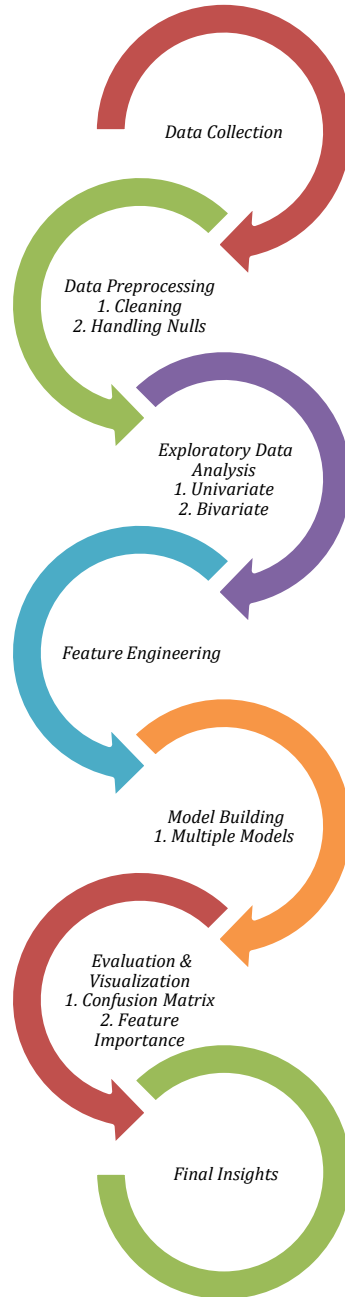 Data Collection
Data Preprocessing
1. Cleaning
2. Handling Nulls
Exploratory Data
Analysis
1. Univariate
2. Bivariate
Feature Engineering
Model Building
1. Multiple Models
Evaluation &
Visualization
1. Confusion Matrix
2. Feature
Importance
Final Insights